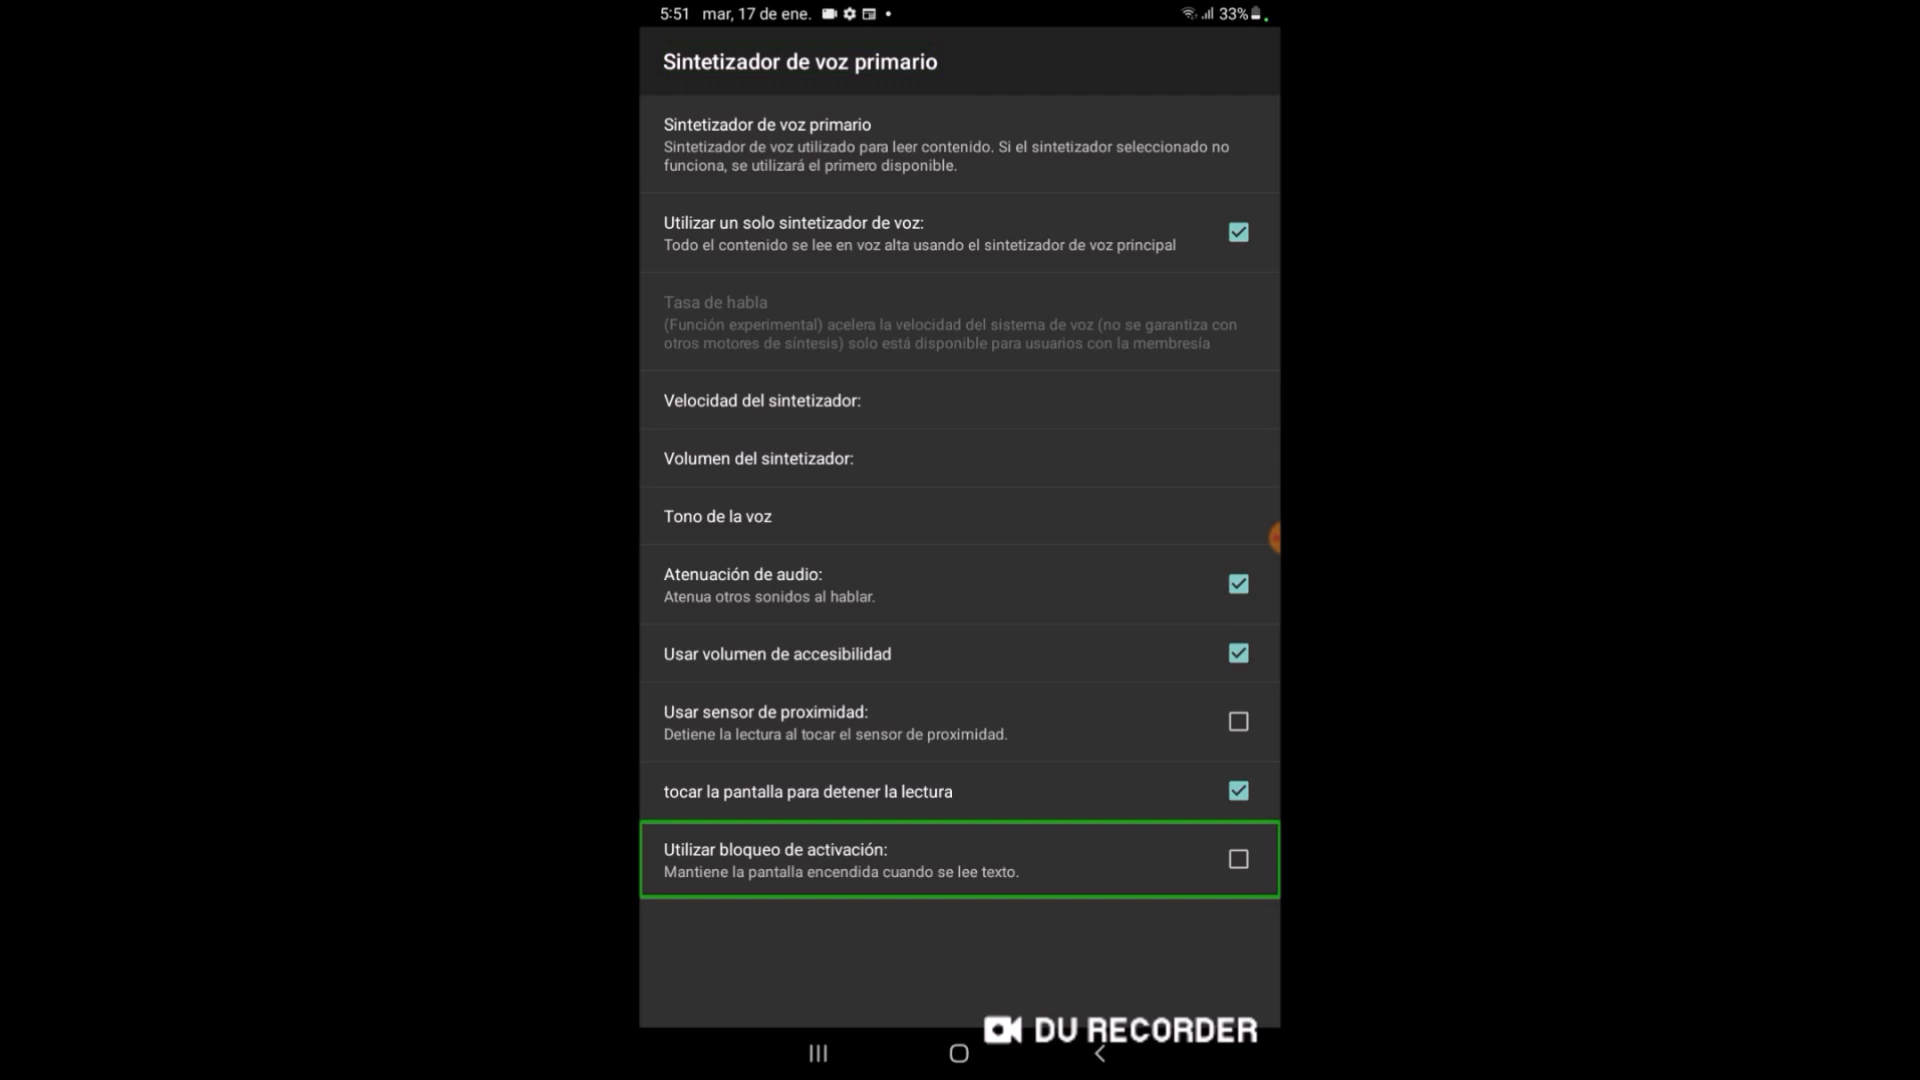 5:51 mar, 17 de ene.
33%
Sintetizador de voz primario
Sintetizador de voz primario
Sintetizador de voz utilizado para leer contenido. Si el sintetizador seleccionado no
funciona, se utilizará el primero disponible.
Utilizar un solo sintetizador de voz:
Todo el contenido se lee en voz alta usando el sintetizador de voz principal
Tasa de habla
(Función experimental) acelera la velocidad del sistema de voz (no se garantiza con
otros motores de síntesis) solo está disponible para usuarios con la membresía
Velocidad del sintetizador:
Volumen del sintetizador:
Tono de la voz
Atenuación de audio:
Atenua otros sonidos al hablar.
Usar volumen de accesibilidad
Usar sensor de proximidad:
Detiene la lectura al tocar el sensor de proximidad.
tocar la pantalla para detener la lectura
Utilizar bloqueo de activación:
Mantiene la pantalla encendida cuando se lee texto.
DU RECORDER